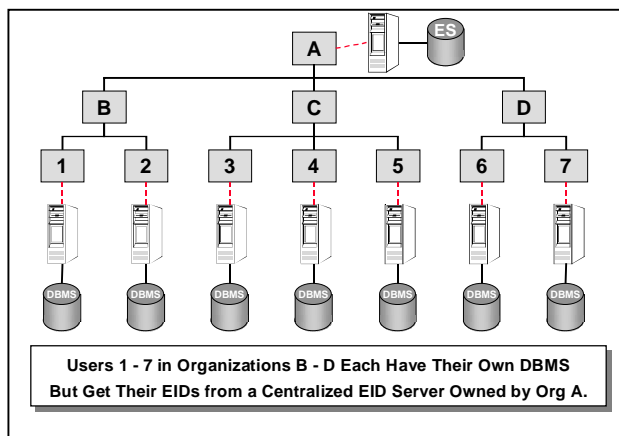 A
ES
B
C
D
1
2
3
4
5
6
7
DBMS
DBMS
DBMS
DBMS
DBMS
DBMS
DBMS
Users 1 - 7 in Organizations B - D Each Have Their Own DBMS
But Get Their EIDs from a Centralized EID Server Owned by Org A.